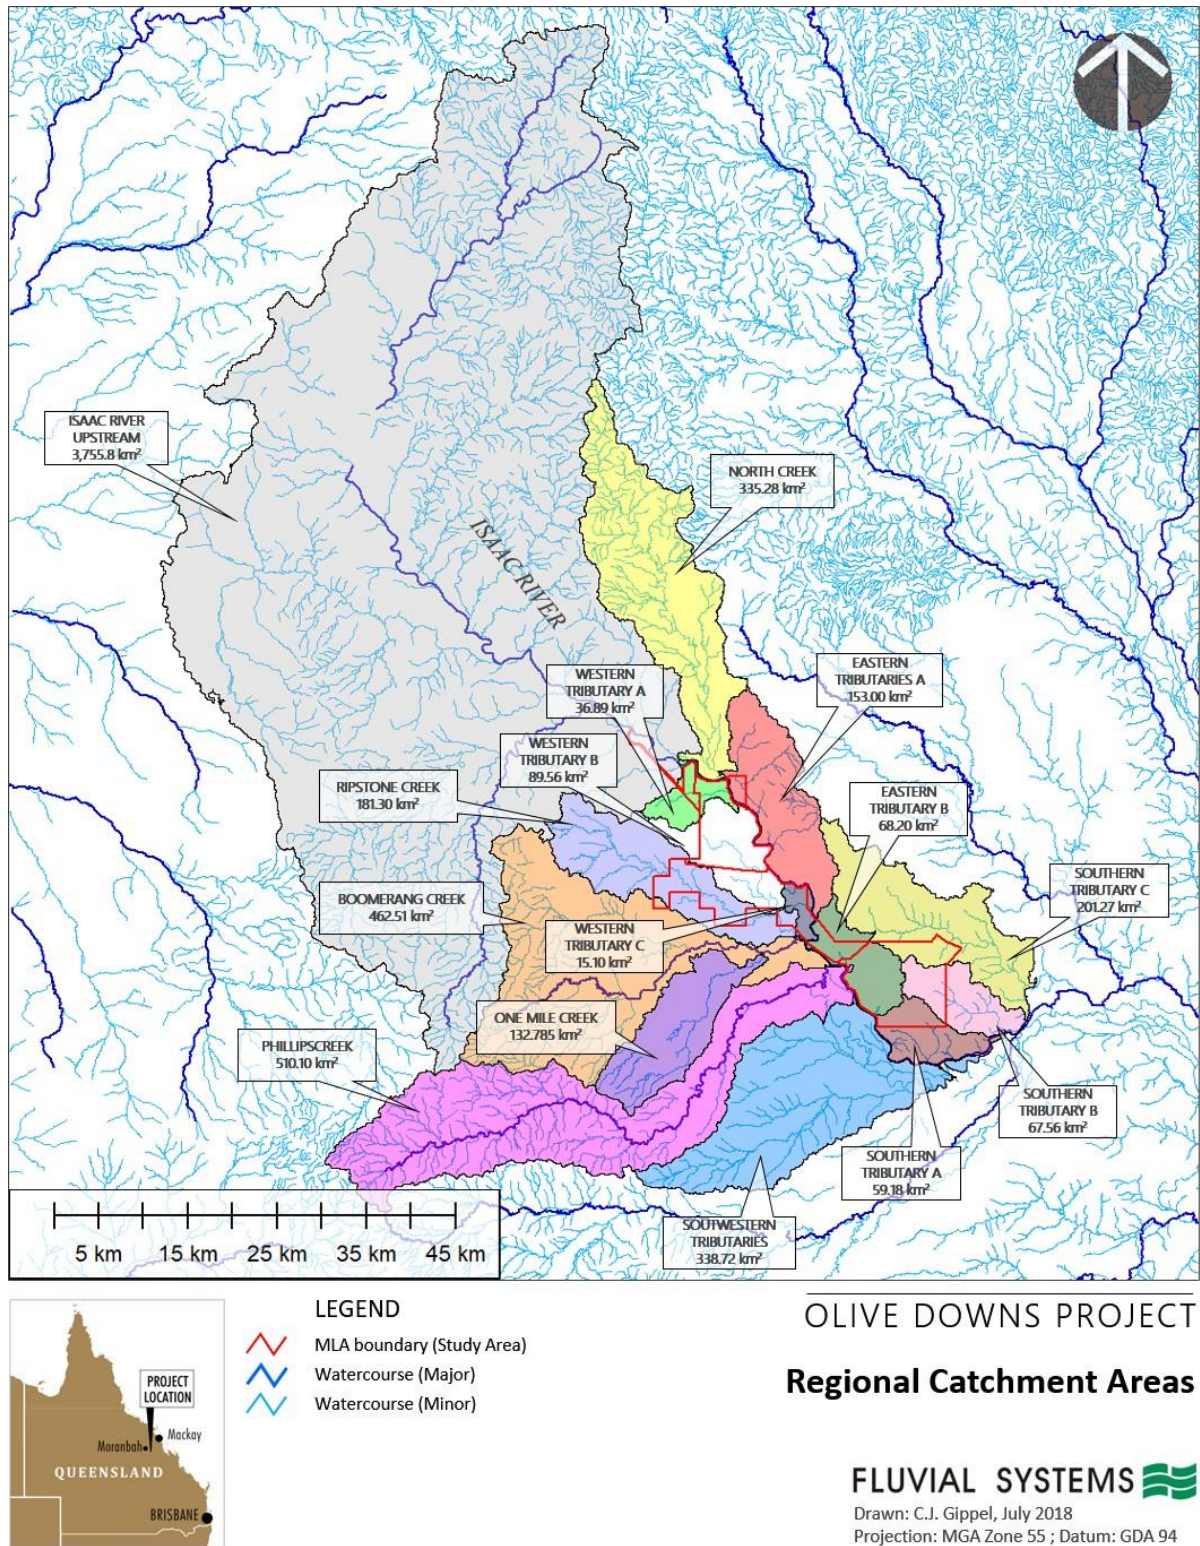 ISAAC RIVER
UPSTREAM
3,755.8 km²
NORTH CREEK
335.28 km²
ISAAC RIVER
WESTERN
TRIBUTARY A
36.89 km²
EASTERN
TRIBUTARIES A
153.00 km²
WESTERN
TRIBUTARY B
89.56 km²
RIPSTONE CREEK
181.30 km²
EASTERN
TRIBUTARY B
68.20 km²
SOUTHERN
TRIBUTARY C
201.27 km²
BOOMERANG CREEK
462.51 km²
WESTERN
TRIBUTARY C
15.10 km²
ONE MILE CREEK
132.785 km²
PHILLIPSCREEK
510.10 km²
SOUTHERN
TRIBUTARY B
67.56 km²
SOUTHERN
TRIBUTARY A
59.18 km²
SOUTWESTERN
TRIBUTARIES
338.72 km²
5 km 15 km 25 km 35 km 45 km
PROJECT
LOCATION
Mackay
Moranbah
QUEENSLAND
BRISBANE
LEGEND
MLA boundary (Study Area)
Watercourse (Major)
Watercourse (Minor)
OLIVE DOWNS PROJECT
Regional Catchment Areas
FLUVIAL SYSTEMS
Drawn: C.J. Gippel, July 2018
Projection: MGA Zone 55 ; Datum: GDA 94